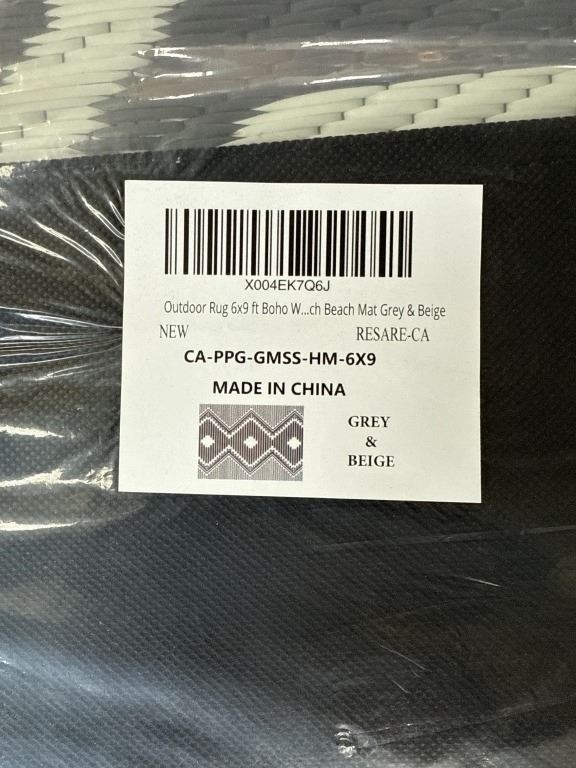 X004EK7Q6J
Outdoor Rug 6x9 ft Boho W...ch Beach Mat Grey & Beige
NEW RESARE-CA
CA-PPG-GMSS-HM-6X9
MADE IN CHINA
GREY
&
BEIGE